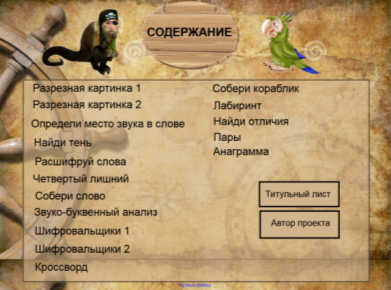 СОДЕРЖАНИЕ
Разрезная картинка 1
Разрезная картинка 2
Определи место звука в слове
Найди тень
Расшифруй слова
Четвертый лишний
Собери слово
Звуко-буквенный анализ
Шифровальщики 1
Шифровальщики 2
Кроссворд
Собери кораблик
Лабиринт
Найди отличия
Пары
Анаграмма
Титульный лист
Автор проекта